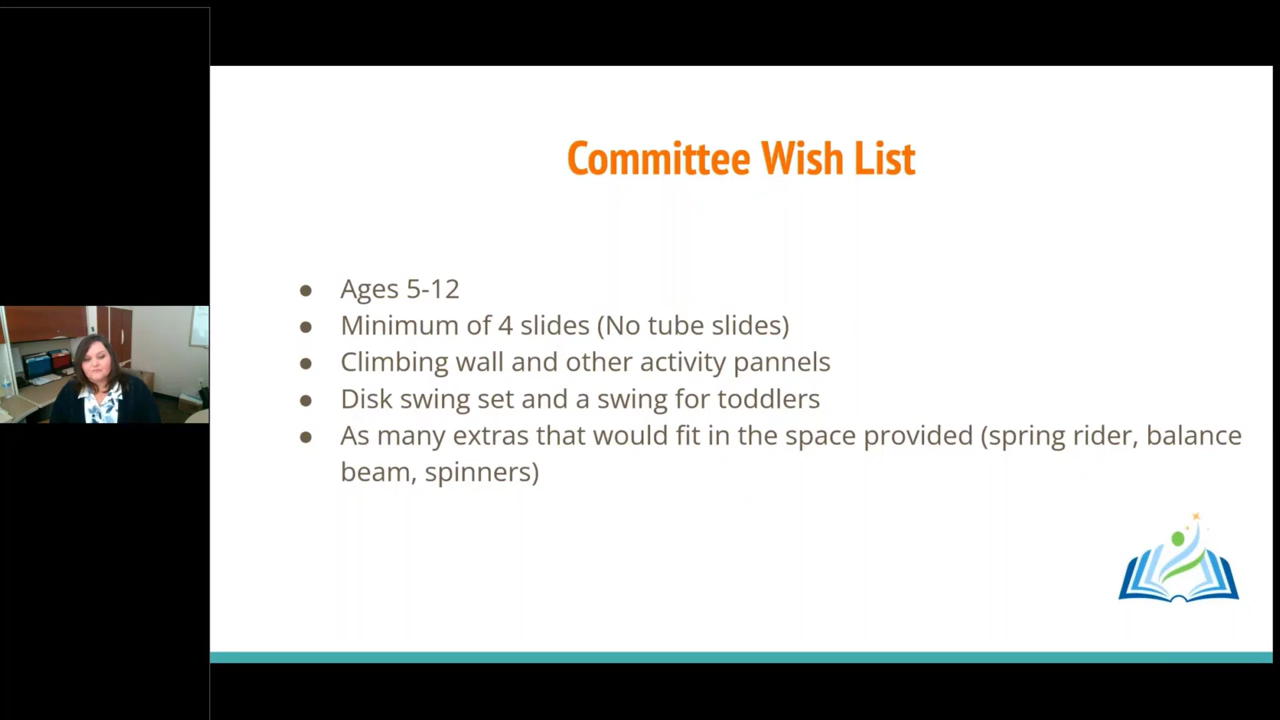 Committee Wish List
● Ages 5-12
● Minimum of 4 slides (No tube slides)
● Climbing wall and other activity pannels
● Disk swing set and a swing for toddlers
● As many extras that would fit in the space provided (spring rider, balance
beam, spinners)